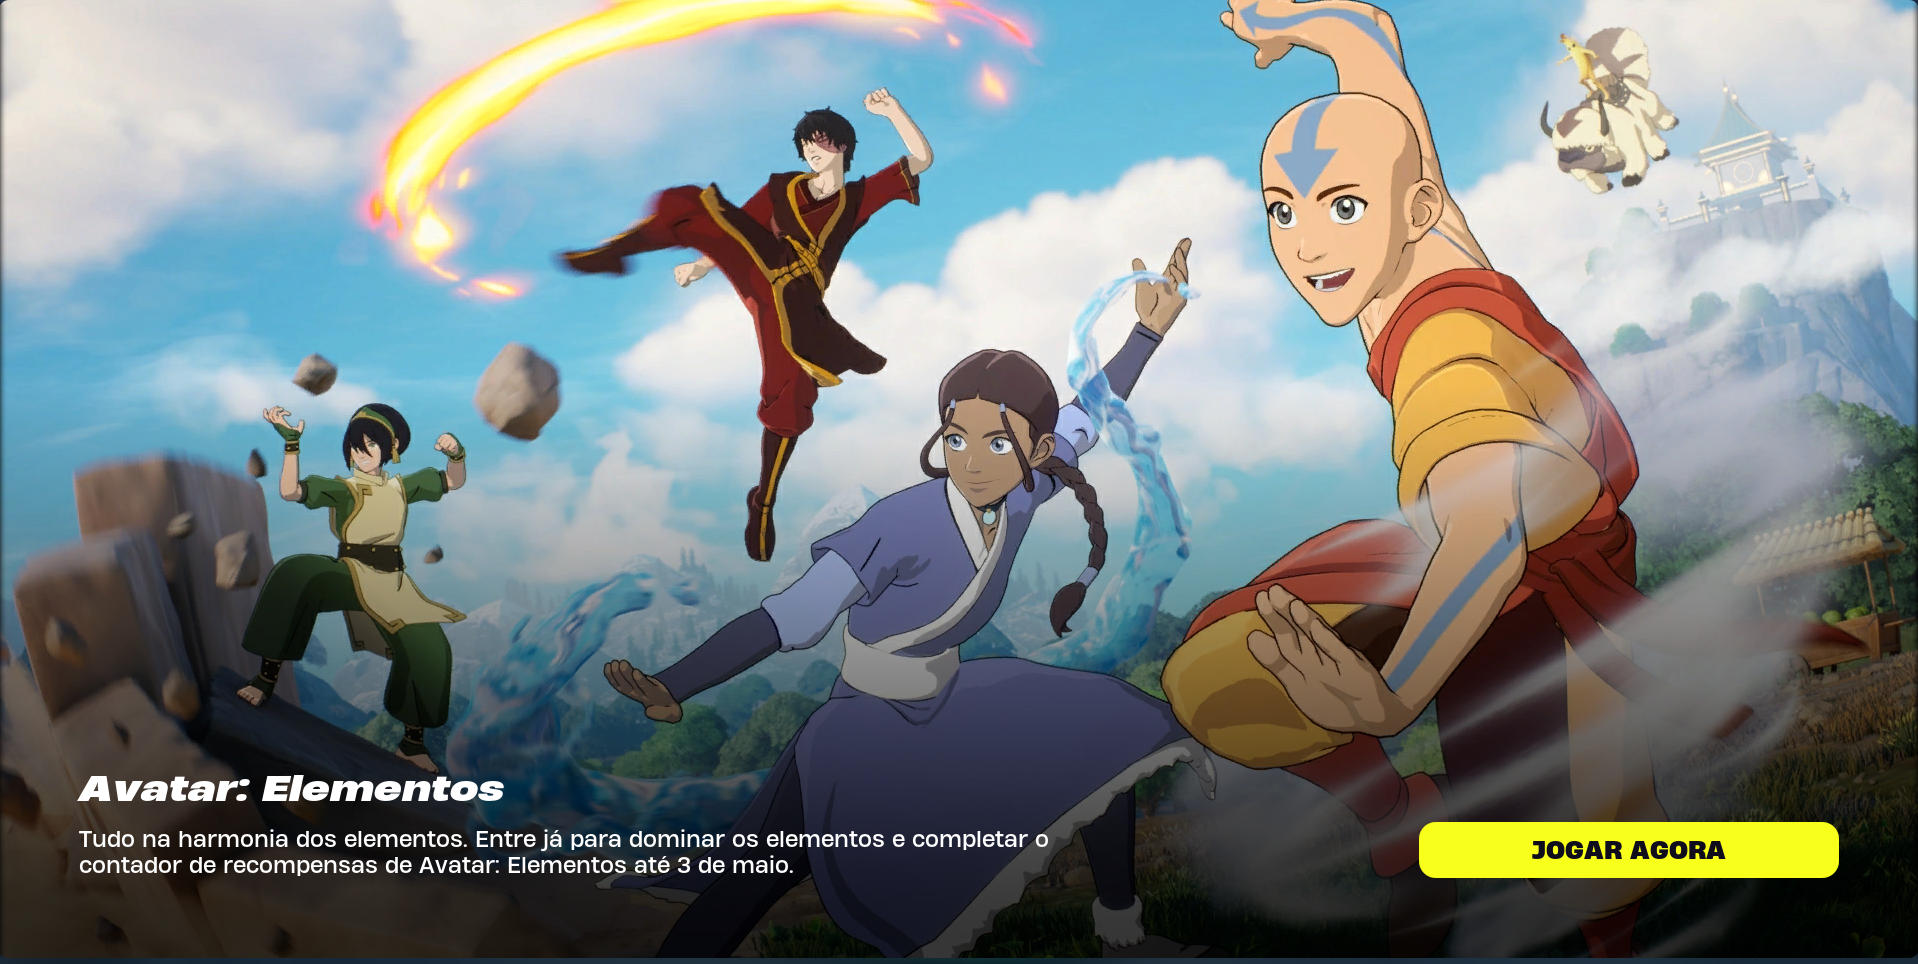 Avatar: Elementos
Tudo na harmonia dos elementos. Entre já para dominar os elementos e completar o
contador de recompensas de Avatar: Elementos até 3 de maio.
JOGAR AGORA